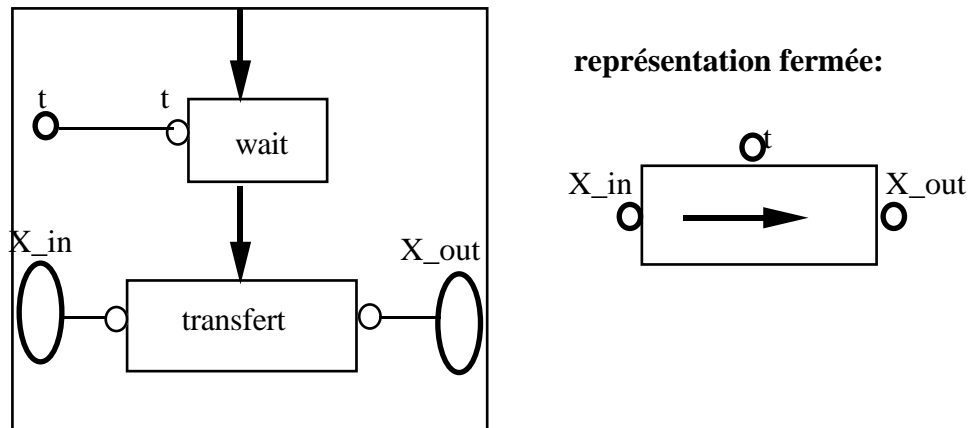 représentation fermée:
t
t
wait
X_in
X_out
transfert
t
X_in
X_out